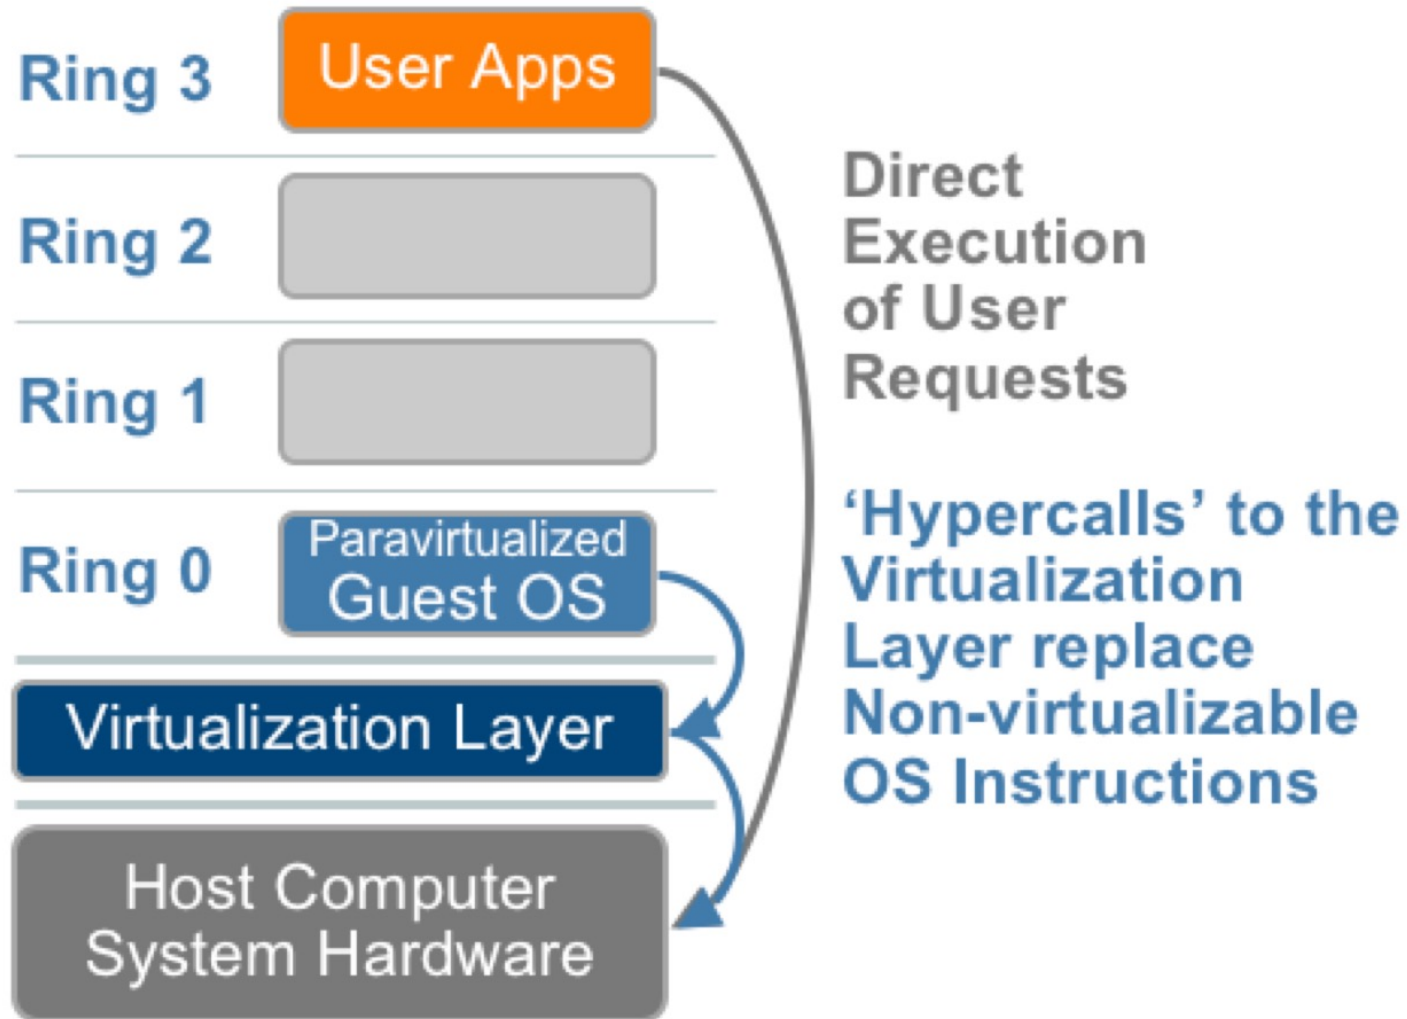 Ring 3
User Apps
Ring 2
Ring 1
Ring 0
Paravirtualized
Guest OS
Virtualization Layer
Host Computer
System Hardware
Direct
Execution
of User
Requests
‘Hypercalls’ to the
Virtualization
Layer replace
Non-virtualizable
OS Instructions